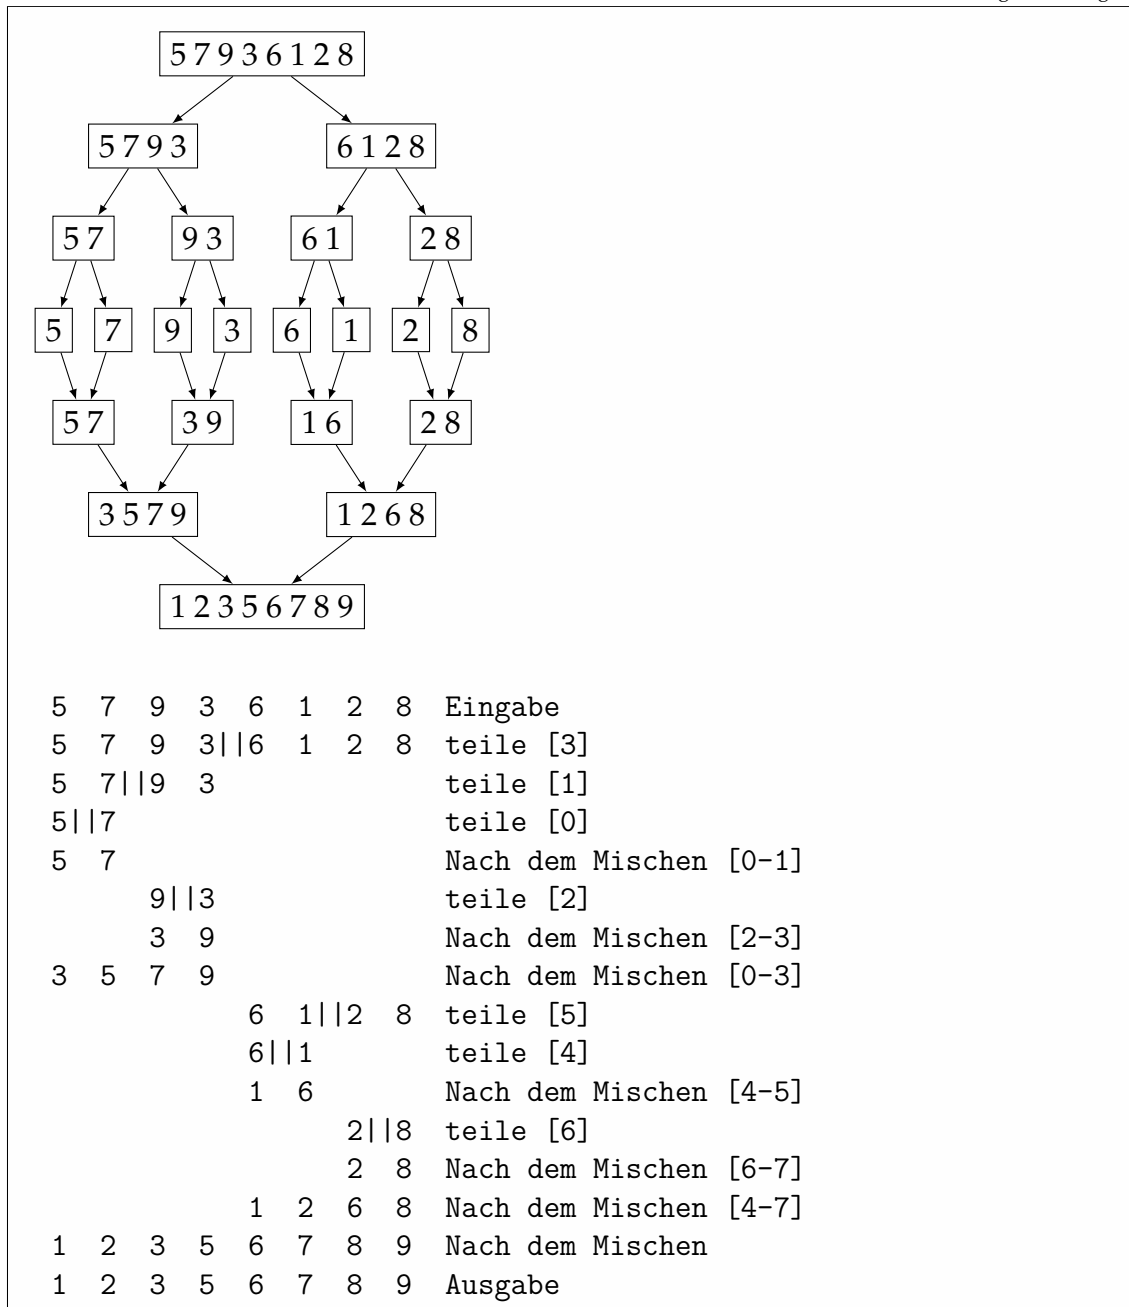 5 7 9 3 6 1 2 8
5 7 9 3 6 1 2 8
5 7 9 3 6 1 2 8
5 7 9 3 6 1 2 8
5 7 3 9 1 6 2 8
3 5 7 9 1 2 6 8
1 2 3 5 6 7 8 9
5 7 9 3 6 1 2 8 Eingabe
5 7 9 3||6 1 2 8 teile [3]
5 7||9 3 teile [1]
5||7 teile [0]
5 7 Nach dem Mischen [0-1]
9||3 teile [2]
3 9 Nach dem Mischen [2-3]
3 5 7 9 Nach dem Mischen [0-3]
6 1||2 8 teile [5]
6||1 teile [4]
1 6 Nach dem Mischen [4-5]
2||8 teile [6]
2 8 Nach dem Mischen [6-7]
1 2 6 8 Nach dem Mischen [4-7]
1 2 3 5 6 7 8 9 Nach dem Mischen
1 2 3 5 6 7 8 9 Ausgabe